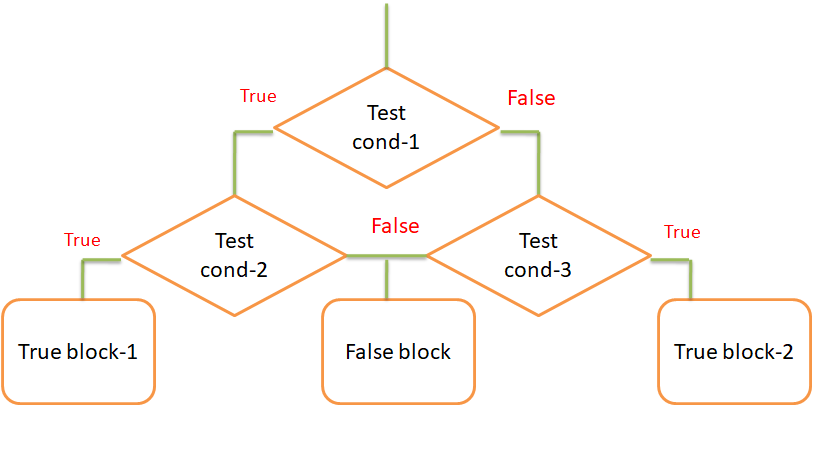 True
False
Test
cond-1
True
False
True
Test
cond-2
Test
cond-3
True block-1
False block
True block-2